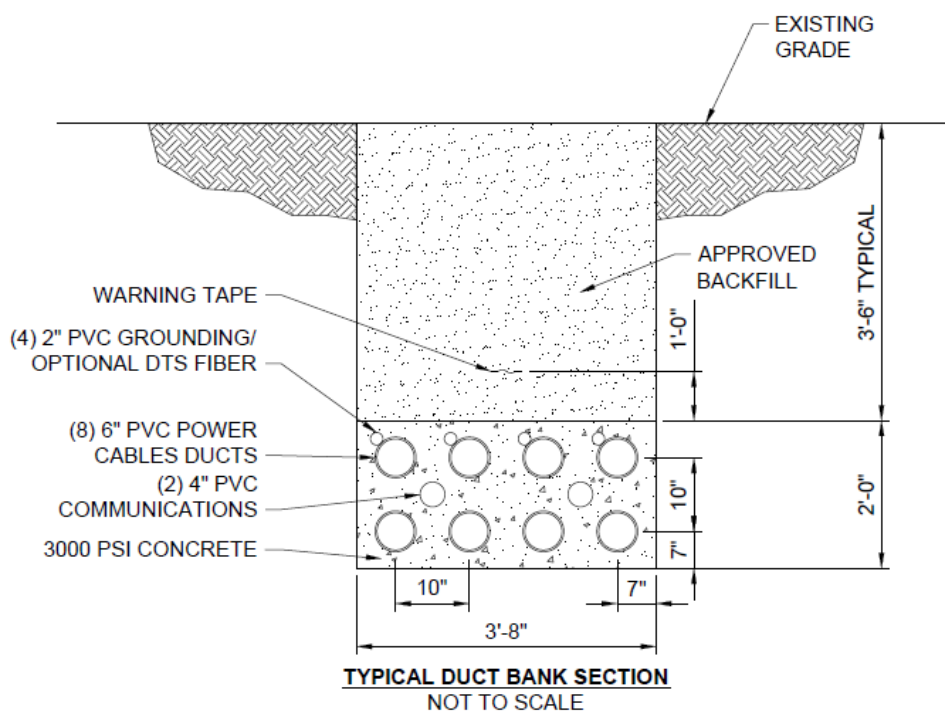 EXISTING
GRADE
APPROVED
BACKFILL
WARNING TAPE
(4) 2" PVC GROUNDING/
OPTIONAL DTS FIBER
(8) 6" PVC POWER
CABLES DUCTS
(2) 4" PVC
COMMUNICATIONS
3000 PSI CONCRETE
1'-0"
3'-6" TYPICAL
10"
7"
2'-0"
10"
7"
3'-8"
TYPICAL DUCT BANK SECTION
NOT TO SCALE